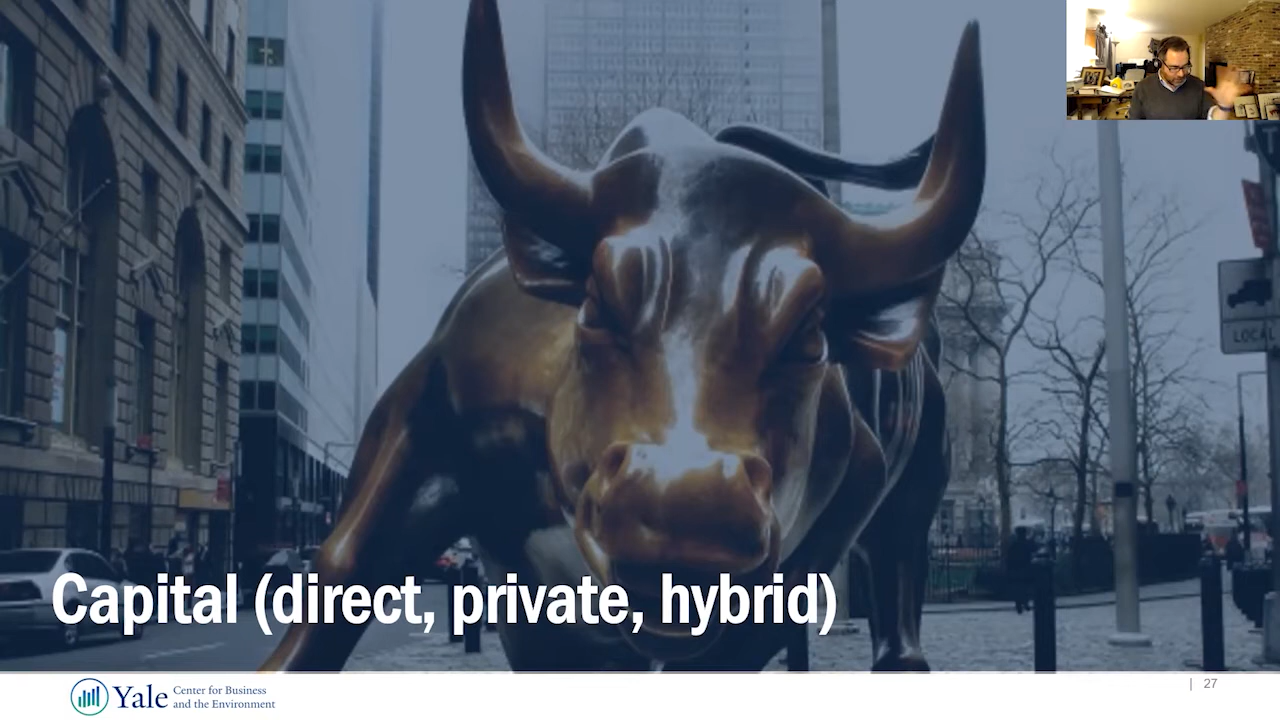 LOCAL
Capital (direct, private, hybrid)
Yale Center for Business
and the Environment
| 27